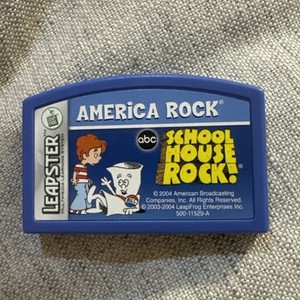 AMERICA ROCK
LEAPSTER
abc
SCHOOL
HOUSE
ROCK!
© 2004 American Broadcasting
Companies, Inc. All Rights Reserved.
© 2003-2004 LeapFrog Enterprises Inc.
500-11529-A